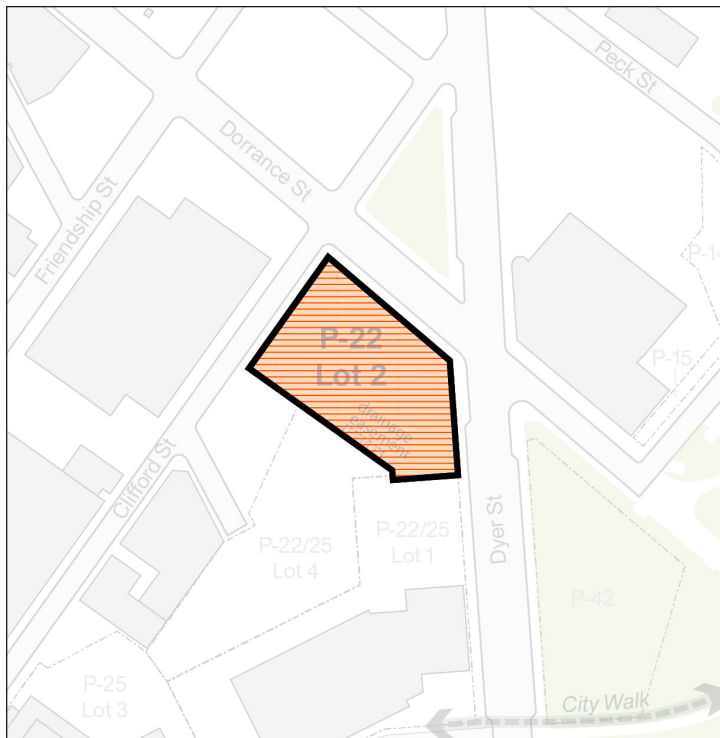 Peck St
Dorrance St
Friendship St
P-14
P-22
Lot 2
P-15
drainage
easement
Clifford St
Dyer St
P-22/25
Lot 1
P-22/25
Lot 4
P-42
P-25
Lot 3
City Walk